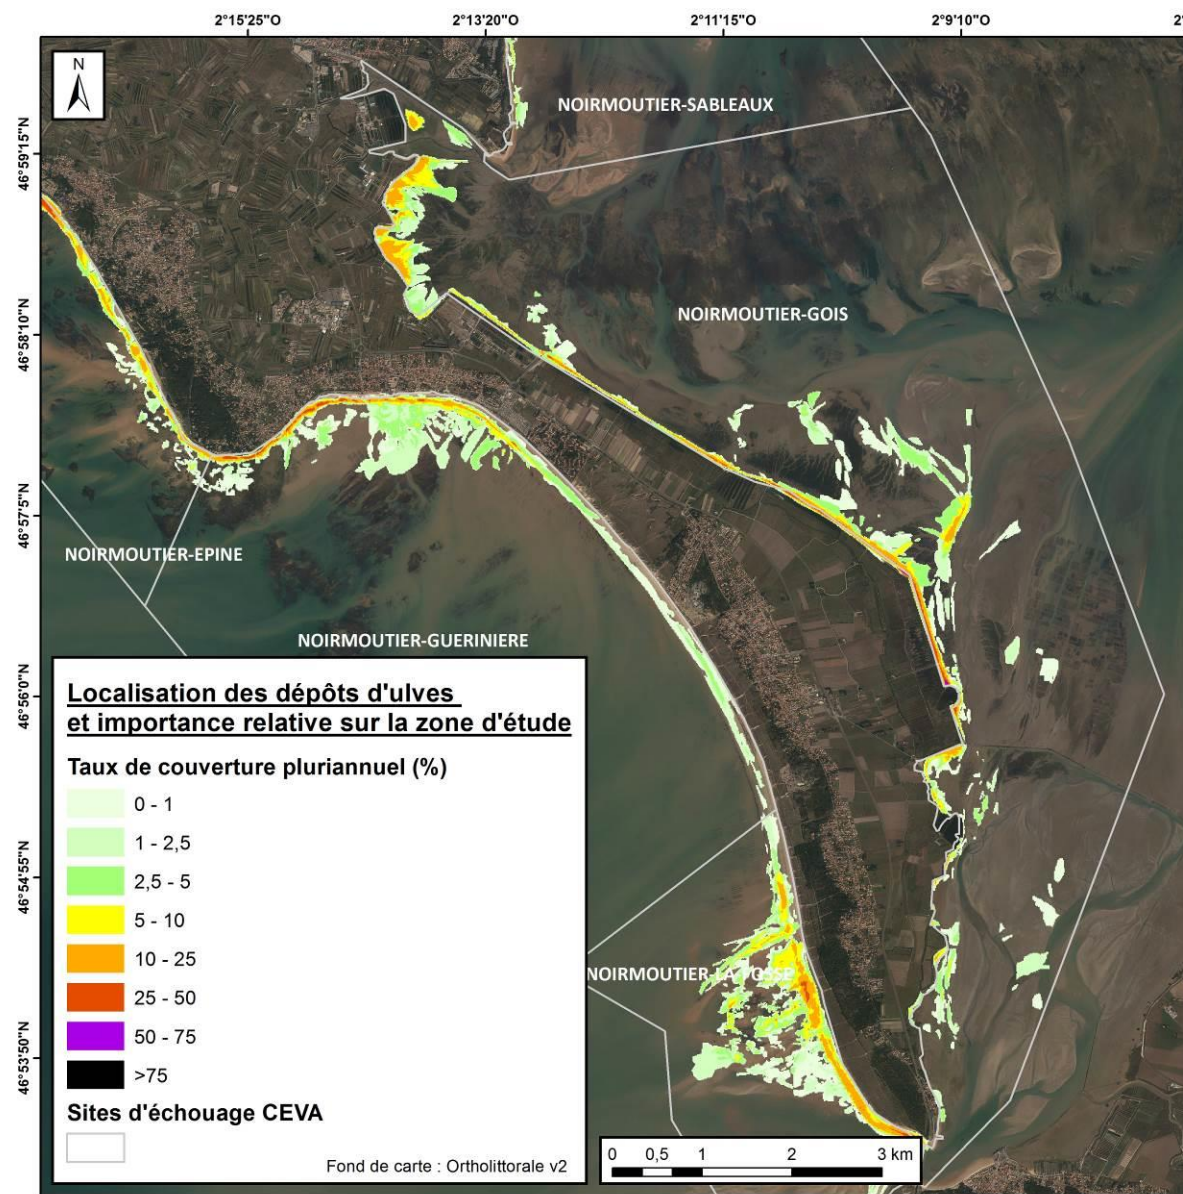 2°15'25"O 2°13'20"O 2°11'15"O 2°9'10"O 2°
N
46°59'15"N
46°58'10"N
46°57'5"N
46°56'0"N
46°54'55"N
46°53'50"N
NOIRMOUTIER-SABLEAUX
NOIRMOUTIER-GOIS
NOIRMOUTIER-EPINE
NOIRMOUTIER-GUERINIERE
NOIRMOUTIER-LA FOSSE
Localisation des dépôts d'ulves
et importance relative sur la zone d'étude
Taux de couverture pluriannuel (%)
0 - 1
1 - 2,5
2,5 - 5
5 - 10
10 - 25
25 - 50
50 - 75
>75
Sites d'échouage CEVA
Fond de carte : Ortholittorale v2
0 0,5 1 2 3 km